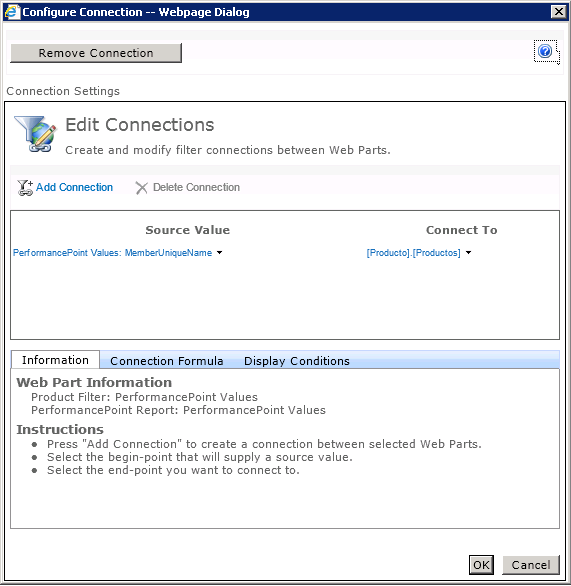 Configure Connection -- Webpage Dialog
Remove Connection
Connection Settings
Edit Connections
Create and modify filter connections between Web Parts.
Add Connection Delete Connection
Source Value Connect To
PerformancePoint Values: MemberUniqueName [Producto].[Productos]
Information Connection Formula Display Conditions
Web Part Information
Product Filter: PerformancePoint Values
PerformancePoint Report: PerformancePoint Values
Instructions
• Press "Add Connection" to create a connection between selected Web Parts.
• Select the begin-point that will supply a source value.
• Select the end-point you want to connect to.
OK Cancel